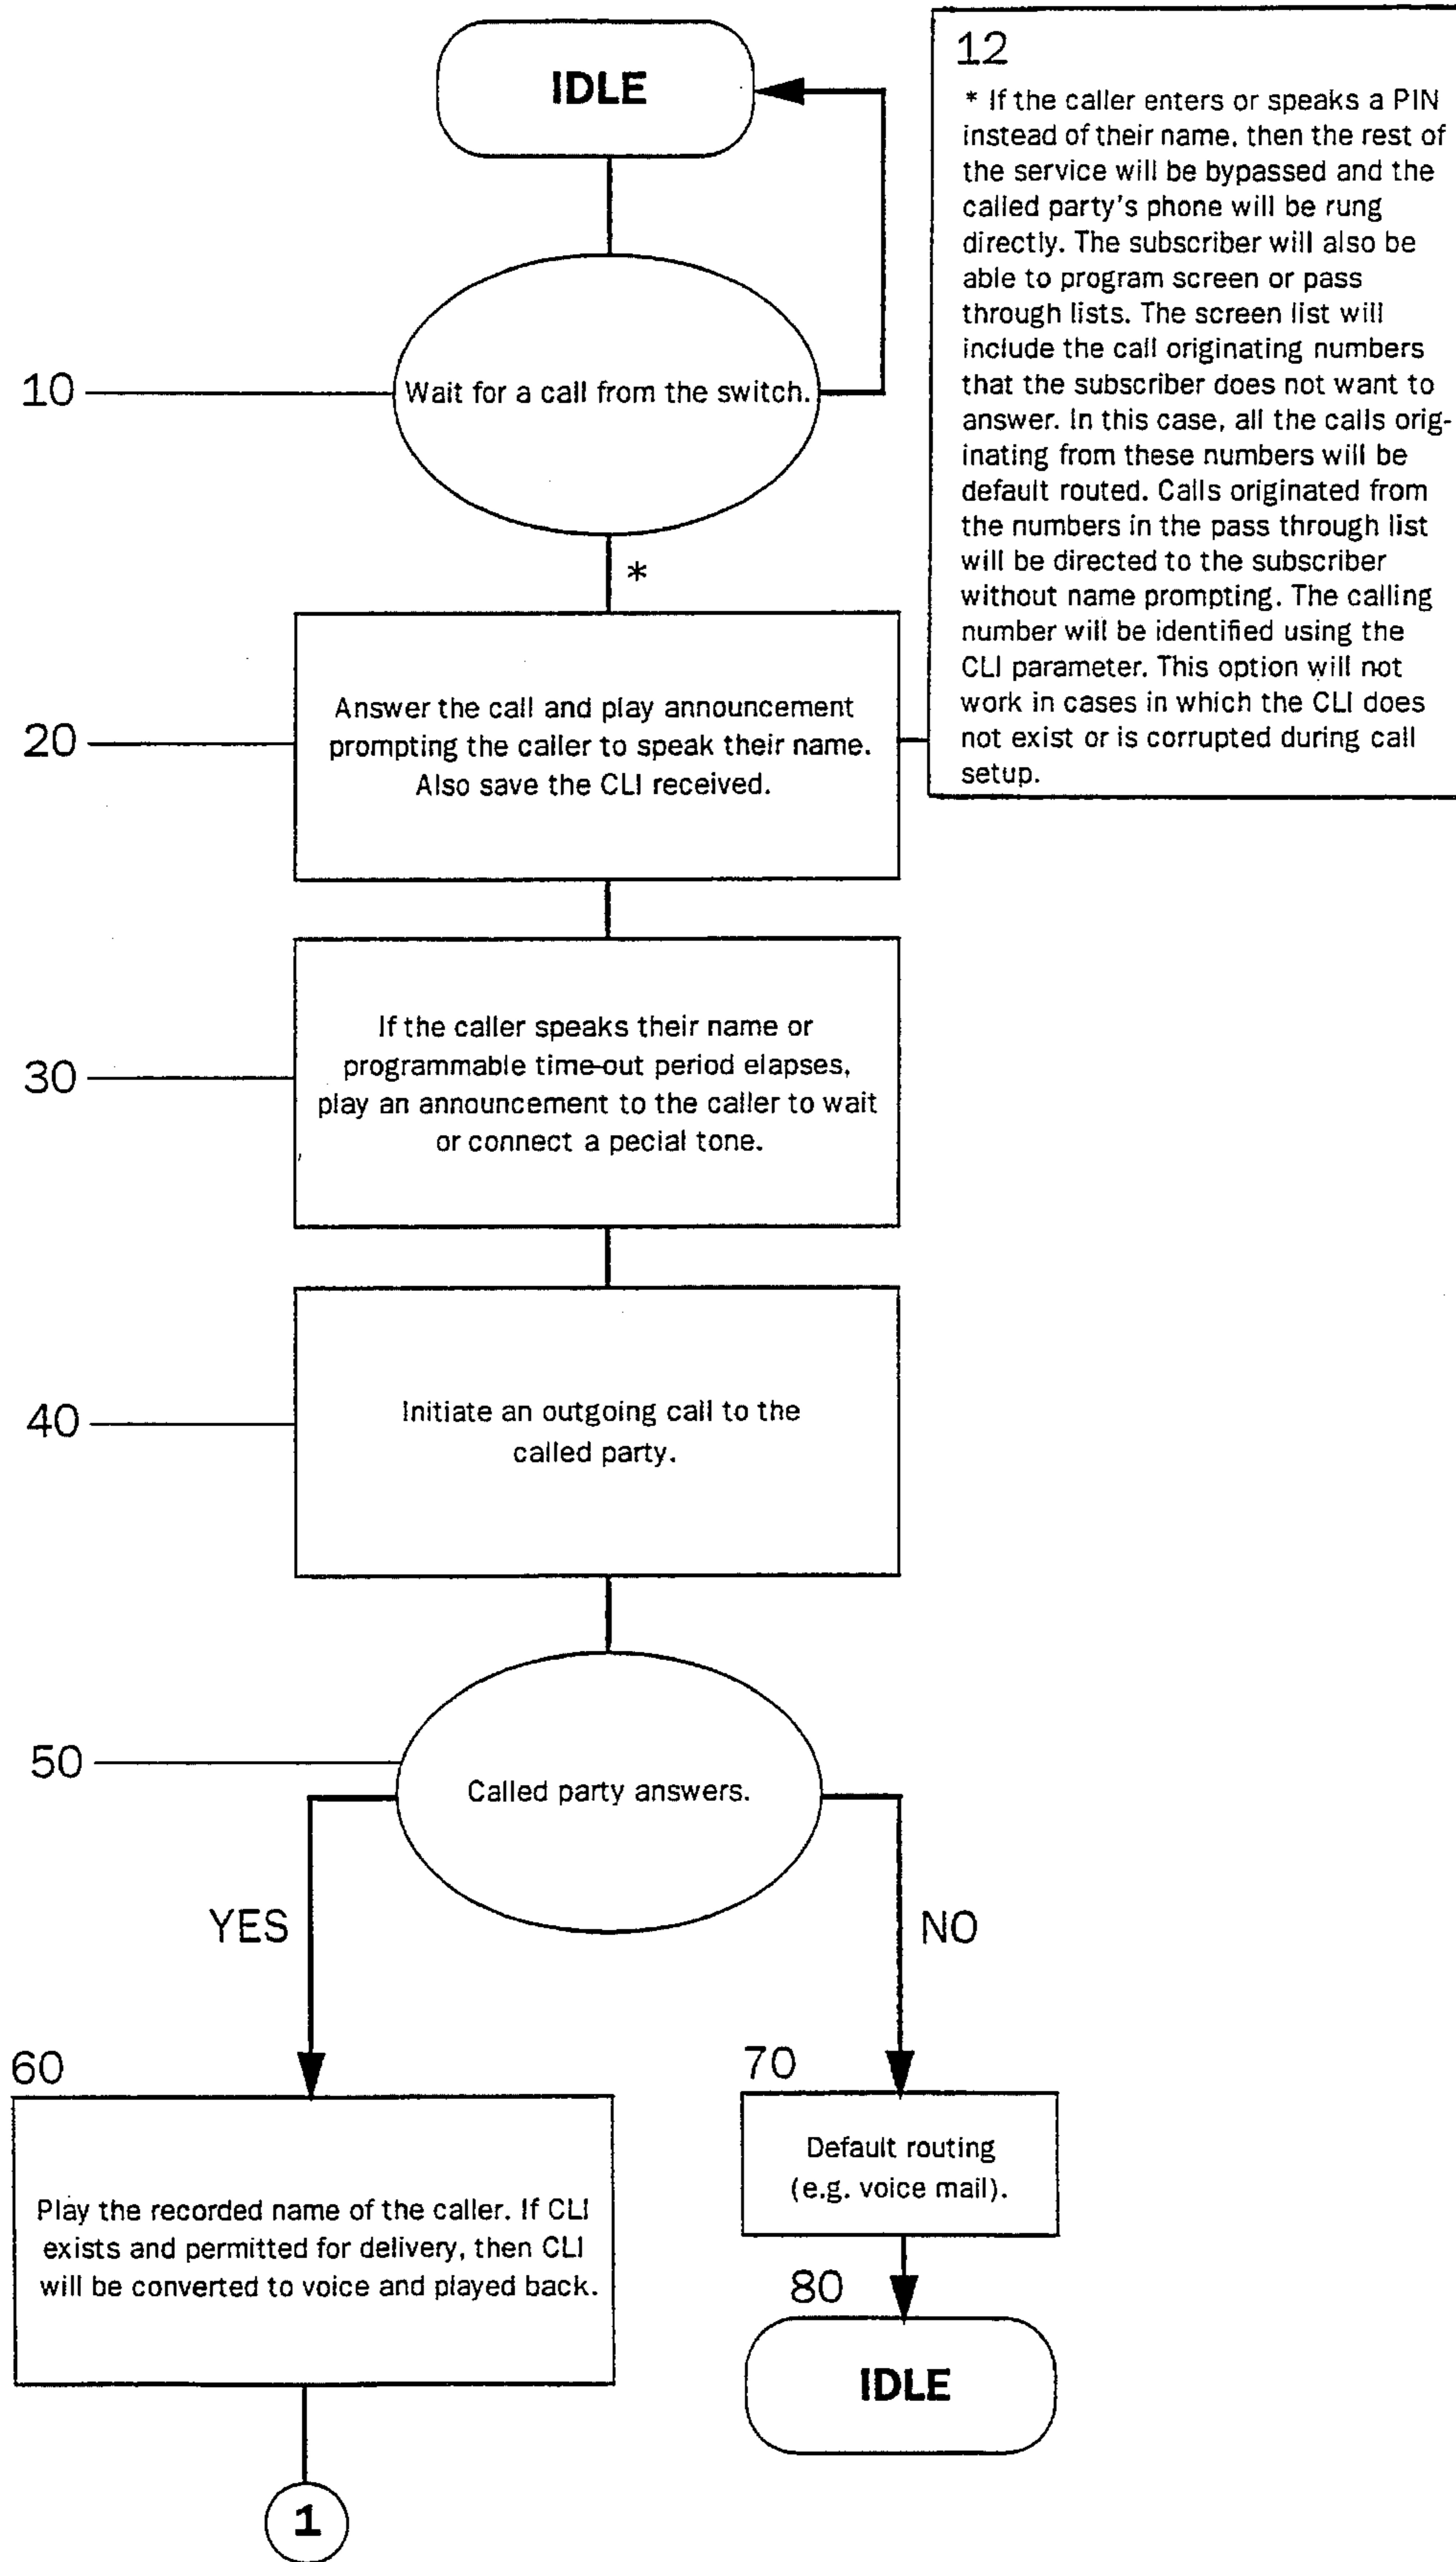 IDLE
12
* If the caller enters or speaks a PIN
instead of their name, then the rest of
the service will be bypassed and the
called party's phone will be rung
directly. The subscriber will also be
able to program screen or pass
through lists. The screen list will
include the call originating numbers
that the subscriber does not want to
answer. In this case, all the calls orig-
inating from these numbers will be
default routed. Calls originated from
the numbers in the pass through list
will be directed to the subscriber
without name prompting. The calling
number will be identified using the
CLI parameter. This option will not
work in cases in which the CLI does
not exist or is corrupted during call
setup.
10
Wait for a call from the switch.
*
20
Answer the call and play announcement
prompting the caller to speak their name.
Also save the CLI received.
30
If the caller speaks their name or
programmable time-out period elapses,
play an announcement to the caller to wait
or connect a pecial tone.
40
Initiate an outgoing call to the
called party.
50
Called party answers.
YES
NO
60
Play the recorded name of the caller. If CLI
exists and permitted for delivery, then CLI
will be converted to voice and played back.
70
Default routing
(e.g. voice mail).
80
IDLE
1